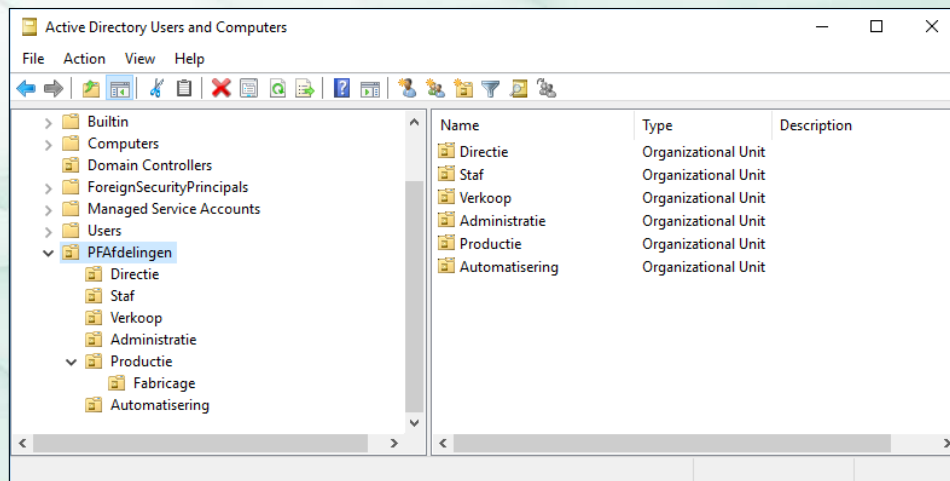 Active Directory Users and Computers
File Action View Help
Builtin
Computers
Domain Controllers
ForeignSecurityPrincipals
Managed Service Accounts
Users
PFAfdelingen
Directie
Staf
Verkoop
Administratie
Productie
Fabricage
Automatisering
Name Type Description
Directie Organizational Unit
Staf Organizational Unit
Verkoop Organizational Unit
Administratie Organizational Unit
Productie Organizational Unit
Automatisering Organizational Unit